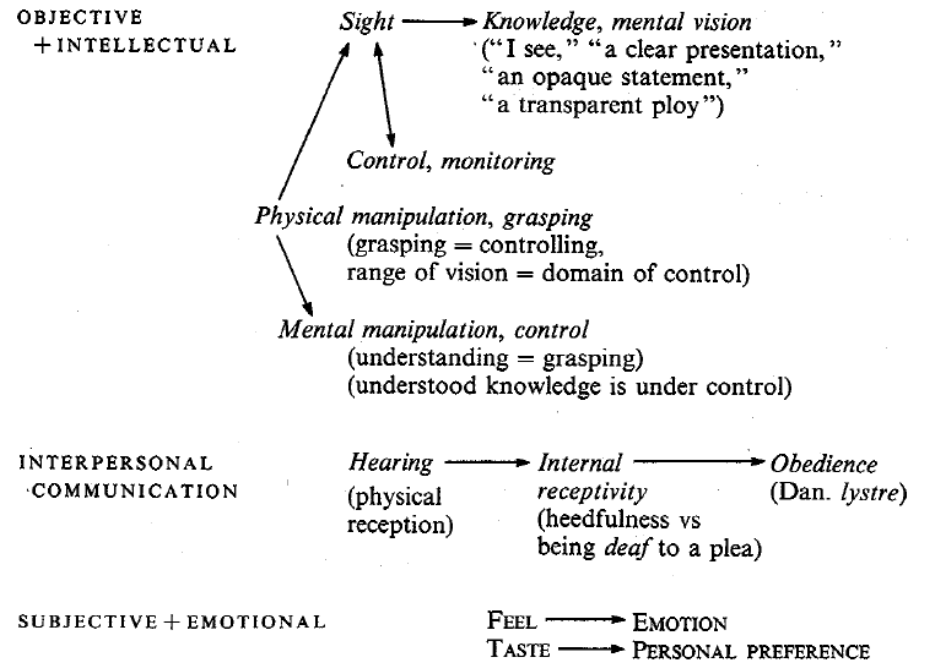 OBJECTIVE
+ INTELLECTUAL
Sight
Knowledge, mental vision
(“I see,” “a clear presentation,”
“an opaque statement,”
“a transparent ploy”)
Control, monitoring
Physical manipulation, grasping
(grasping = controlling,
range of vision = domain of control)
Mental manipulation, control
(understanding = grasping)
(understood knowledge is under control)
INTERPERSONAL
COMMUNICATION
Hearing
(physical
reception)
Internal
receptivity
(heedfulness vs
being deaf to a plea)
Obedience
(Dan. lystre)
SUBJECTIVE + EMOTIONAL
FEEL
EMOTION
TASTE
PERSONAL PREFERENCE